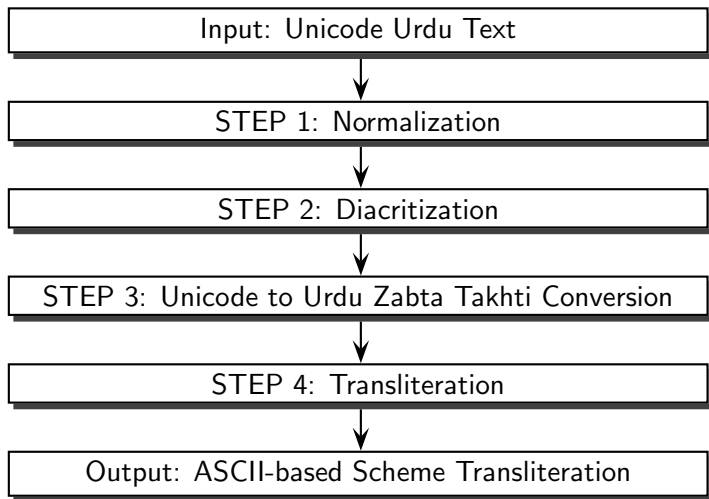 Input: Unicode Urdu Text
STEP 1: Normalization
STEP 2: Diacritization
STEP 3: Unicode to Urdu Zabta Takhti Conversion
STEP 4: Transliteration
Output: ASCII-based Scheme Transliteration